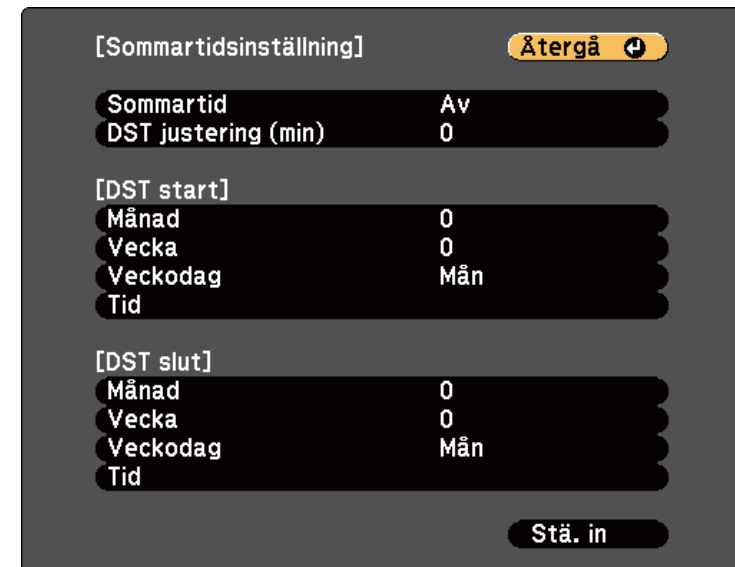 [Sommartidsinställning] Återgå
Sommartid Av
DST justering (min) 0
[DST start]
Månad 0
Vecka 0
Veckodag Mån
Tid
[DST slut]
Månad 0
Vecka 0
Veckodag Mån
Tid
Stä. in